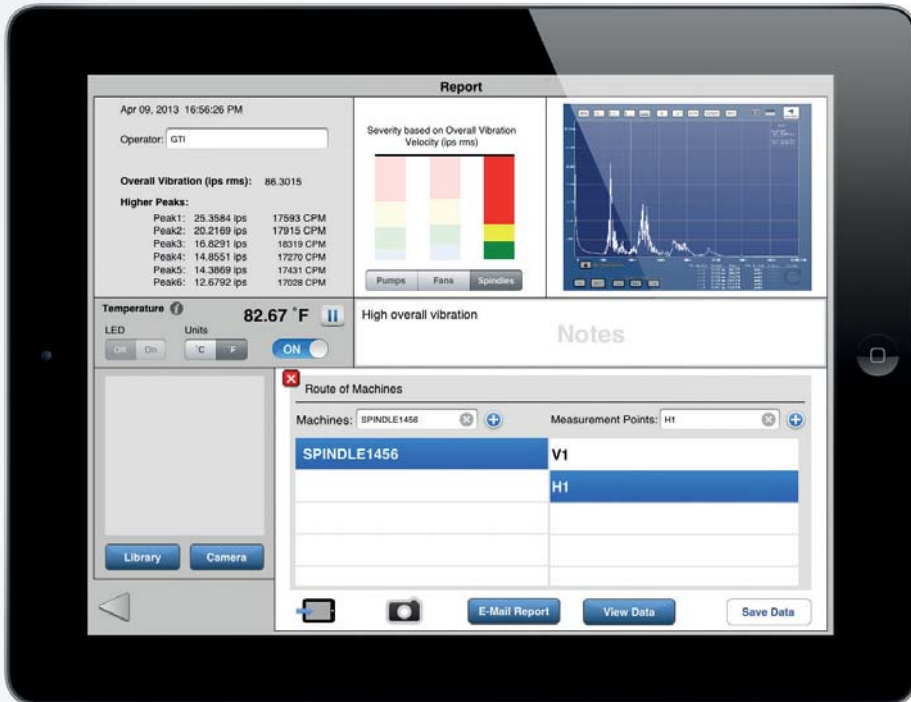 Report
Apr 09, 2013 16:56:26 PM
Operator: GTI
Overall Vibration (ips rms): 86.3015
Higher Peaks:
Peak1: 25.3584 ips 17593 CPM
Peak2: 20.2169 ips 17915 CPM
Peak3: 16.8291 ips 18319 CPM
Peak4: 14.8551 ips 17270 CPM
Peak5: 14.3869 ips 17431 CPM
Peak6: 12.6792 ips 17028 CPM
Severity based on Overall Vibration
Velocity (ips rms)
Pumps Fans Spindles
Temperature i 82.67 °F
LED Units
Off On °C °F ON
High overall vibration
Notes
Route of Machines
Machines: SPINDLE1456
Measurement Points: H1
SPINDLE1456
V1
H1
Library Camera
E-Mail Report View Data Save Data